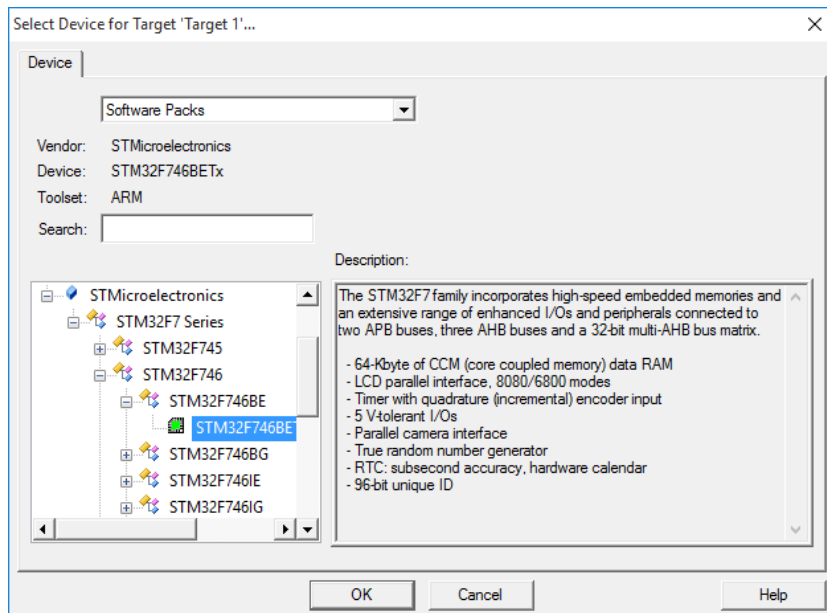 Select Device for Target 'Target 1'...
Device
Software Packs
Vendor: STMicroelectronics
Device: STM32F746BETx
Toolset: ARM
Search:
Description:
STMicroelectronics
STM32F7 Series
STM32F745
STM32F746
STM32F746BE
STM32F746BET
STM32F746BG
STM32F746IE
STM32F746IG
The STM32F7 family incorporates high-speed embedded memories and
an extensive range of enhanced I/Os and peripherals connected to
two APB buses, three AHB buses and a 32-bit multi-AHB bus matrix.
- 64-Kbyte of CCM (core coupled memory) data RAM
- LCD parallel interface, 8080/6800 modes
- Timer with quadrature (incremental) encoder input
- 5 V-tolerant I/Os
- Parallel camera interface
- True random number generator
- RTC: subsecond accuracy, hardware calendar
- 96-bit unique ID
OK Cancel Help